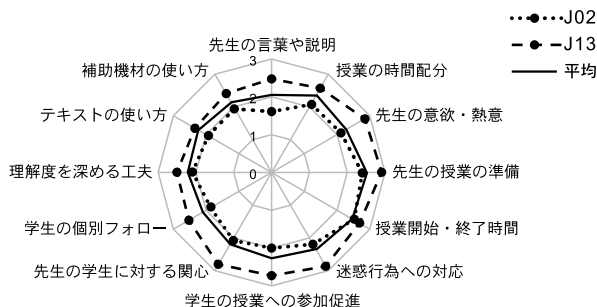 J02
J13
平均
先生の言葉や説明
授業の時間配分
先生の意欲・熱意
先生の授業の準備
授業開始・終了時間
迷惑行為への対応
学生の授業への参加促進
先生の学生に対する関心
学生の個別フォロー
理解度を深める工夫
テキストの使い方
補助機材の使い方
3
2
1
0